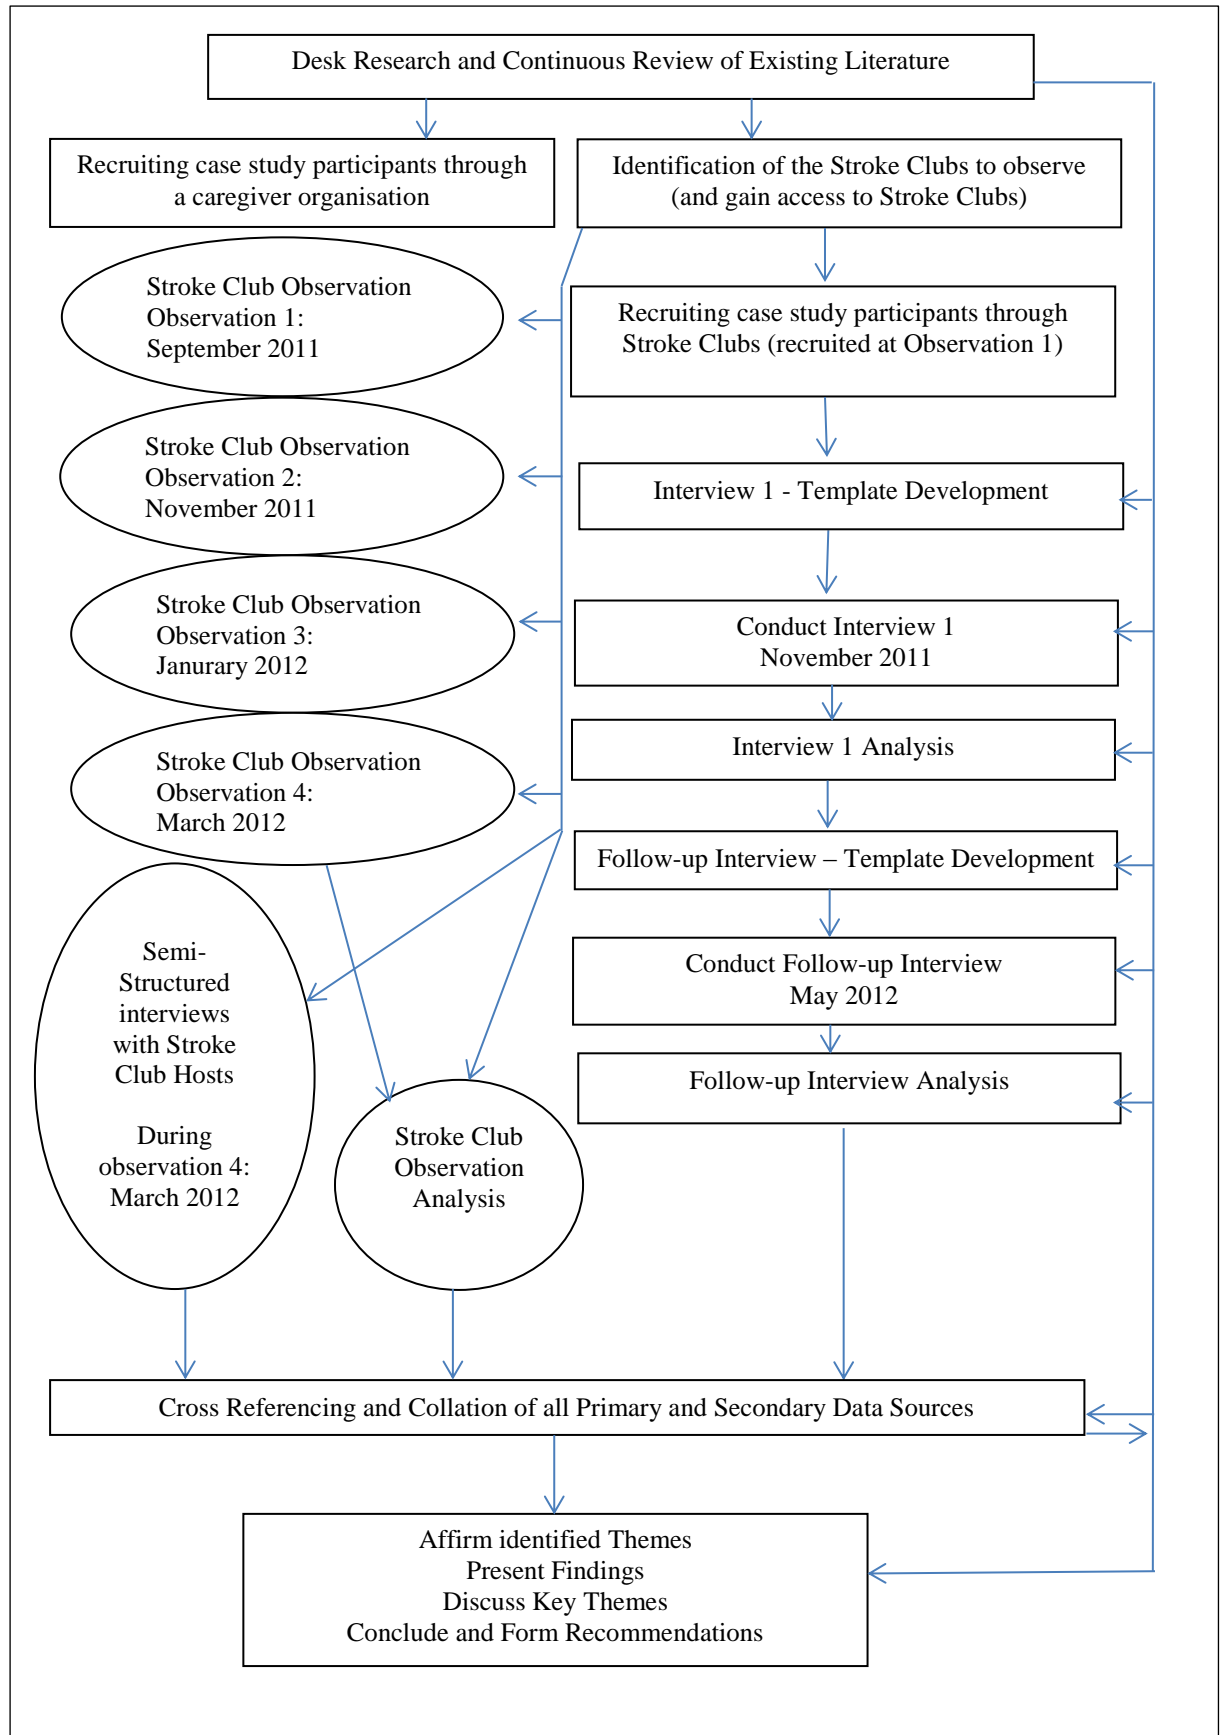 Desk Research and Continuous Review of Existing Literature
Recruiting case study participants through
a caregiver organisation
Identification of the Stroke Clubs to observe
(and gain access to Stroke Clubs)
Stroke Club Observation
Observation 1:
September 2011
Recruiting case study participants through
Stroke Clubs (recruited at Observation 1)
Stroke Club Observation
Observation 2:
November 2011
Interview 1 - Template Development
Stroke Club Observation
Observation 3:
Janurary 2012
Conduct Interview 1
November 2011
Interview 1 Analysis
Stroke Club Observation
Observation 4:
March 2012
Follow-up Interview – Template Development
Conduct Follow-up Interview
May 2012
Follow-up Interview Analysis
Semi-
Structured
interviews
with Stroke
Club Hosts
During
observation 4:
March 2012
Stroke Club
Observation
Analysis
Cross Referencing and Collation of all Primary and Secondary Data Sources
Affirm identified Themes
Present Findings
Discuss Key Themes
Conclude and Form Recommendations